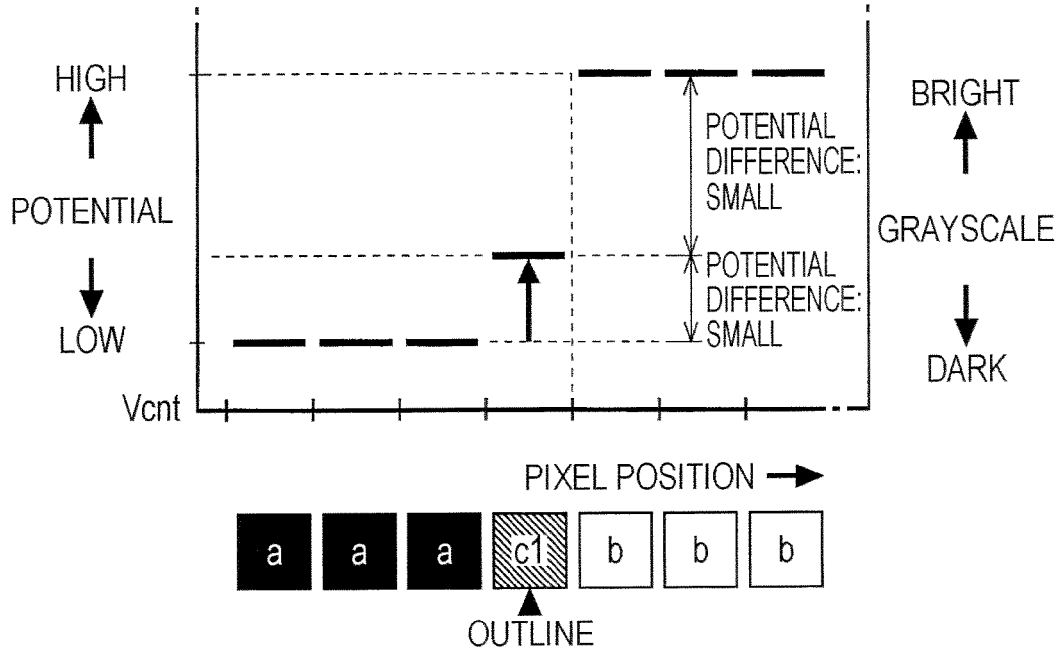 HIGH
POTENTIAL
LOW
Vcnt
POTENTIAL
DIFFERENCE:
SMALL
POTENTIAL
DIFFERENCE:
SMALL
BRIGHT
GRAYSCALE
DARK
PIXEL POSITION
a a a c1 b b b
OUTLINE